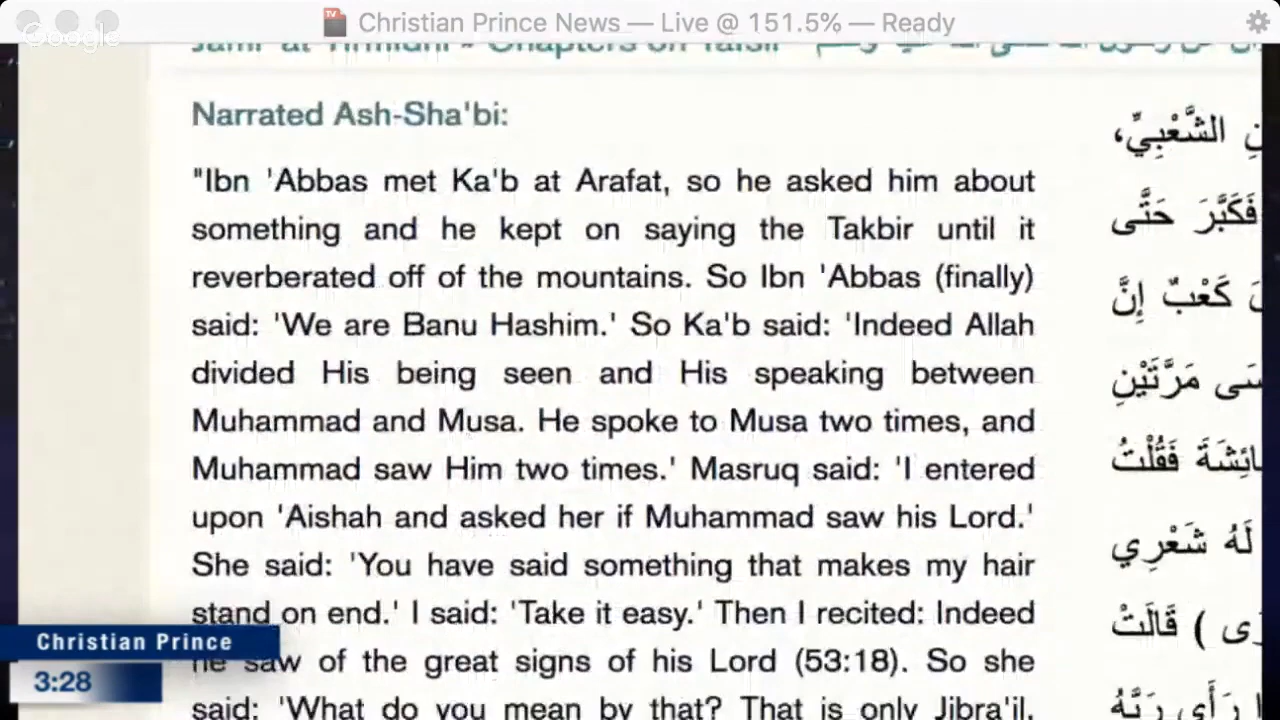 Christian Prince News — Live @ 151.5% — Ready
Google
Jami' at-Tirmidhi - Chapters on Tafsir
Narrated Ash-Sha'bi:
نِ الشَّعْبِيِّ،
"Ibn 'Abbas met Ka'b at Arafat, so he asked him about
something and he kept on saying the Takbir until it
فَكَبَّرَ حَتَّى
reverberated off of the mountains. So Ibn 'Abbas (finally)
كَعْبٌ إِنَّ
said: 'We are Banu Hashim.' So Ka'b said: 'Indeed Allah
divided His being seen and His speaking between
سَى مَرَّتَيْنِ
Muhammad and Musa. He spoke to Musa two times, and
Muhammad saw Him two times.' Masruq said: 'I entered
ائِشَةَ فَقُلْتُ
upon 'Aishah and asked her if Muhammad saw his Lord.'
She said: 'You have said something that makes my hair
لَهُ شَعْرِي
stand on end.' I said: 'Take it easy.' Then I recited: Indeed
رَى ) قَالَتْ
he saw of the great signs of his Lord (53:18). So she
said: 'What do you mean by that? That is only Jibra'il.
رَأَى رَبَّهُ
Christian Prince
3:28